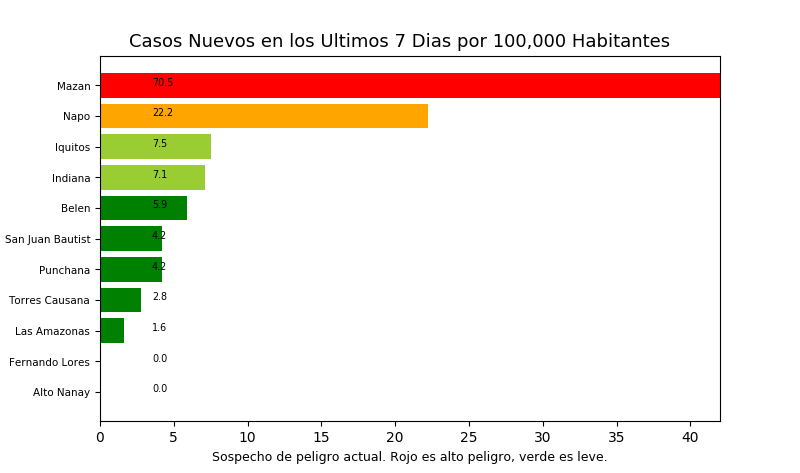 Casos Nuevos en los Ultimos 7 Dias por 100,000 Habitantes
Mazan 70.5
Napo 22.2
Iquitos 7.5
Indiana 7.1
Belen 5.9
San Juan Bautist 4.2
Punchana 4.2
Torres Causana 2.8
Las Amazonas 1.6
Fernando Lores 0.0
Alto Nanay 0.0
0 5 10 15 20 25 30 35 40
Sospecho de peligro actual. Rojo es alto peligro, verde es leve.